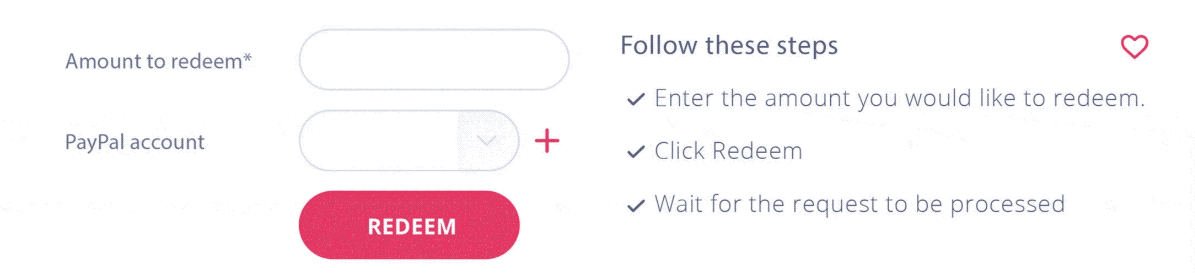 Amount to redeem*
PayPal account
REDEEM
Follow these steps
Enter the amount you would like to redeem.
Click Redeem
Wait for the request to be processed